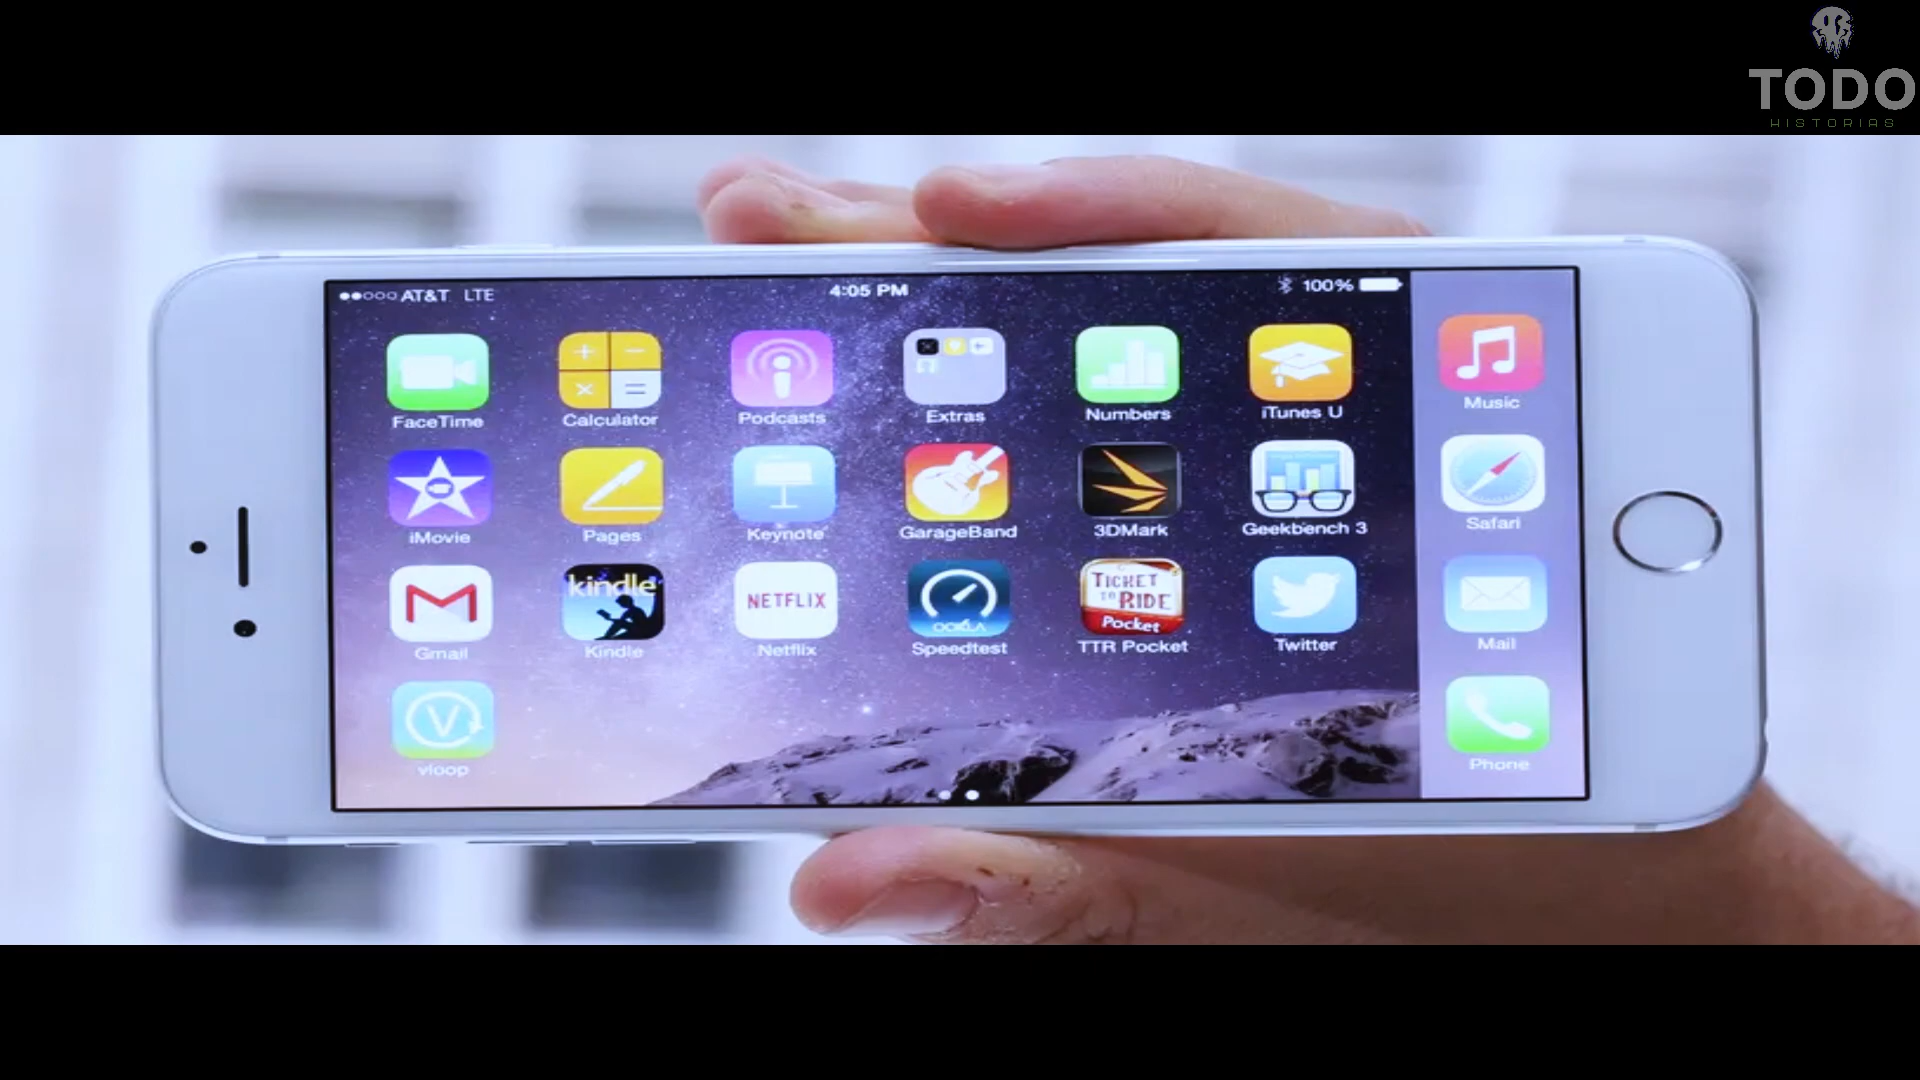 TODO
HISTORIAS
AT&T LTE
4:05 PM
100%
FaceTime
Calculator
Podcasts
Extras
Numbers
iTunes U
Music
iMovie
Pages
Keynote
GarageBand
3DMark
Geekbench 3
Safari
kindle
NETFLIX
OOKLA
TICKET
TO RIDE
Pocket
Gmail
Kindle
Netflix
Speedtest
TTR Pocket
Twitter
Mail
V
vloop
Phone